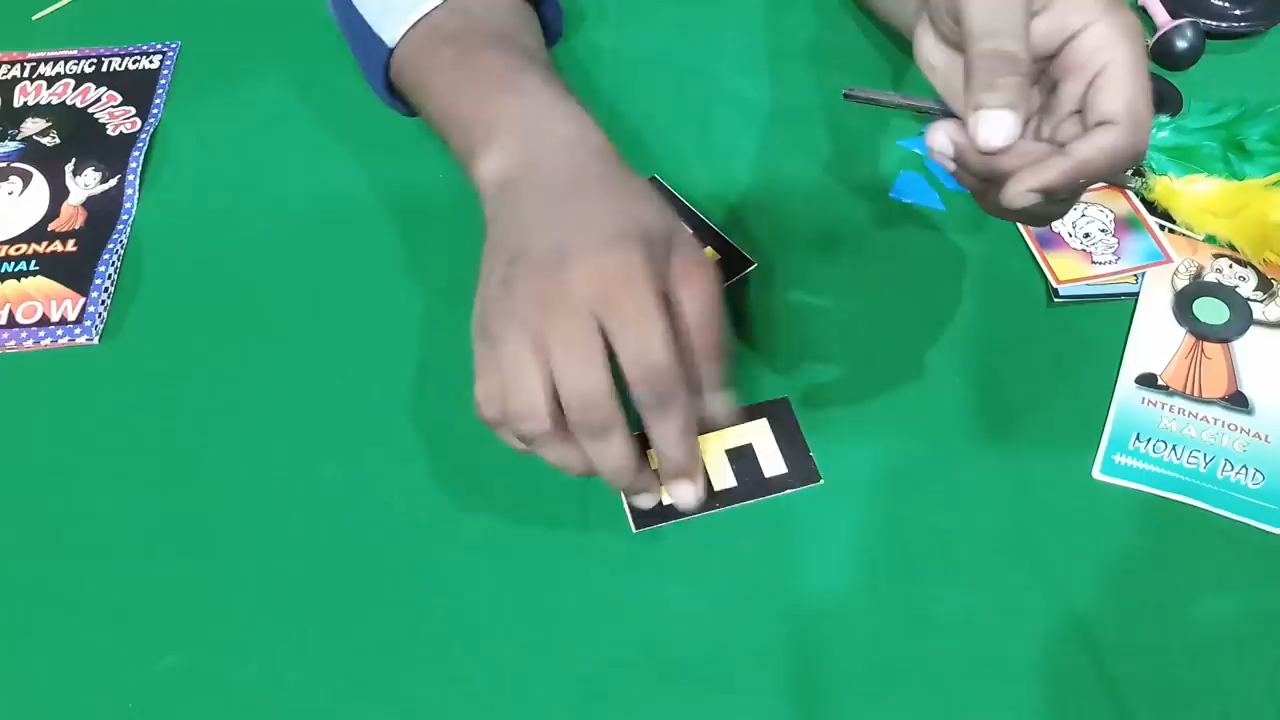 EAT MAGIC TRICKS
MANTAR
IONAL
NAL
HOW
INTERNATIONAL
MAGIC
MONEY PAD